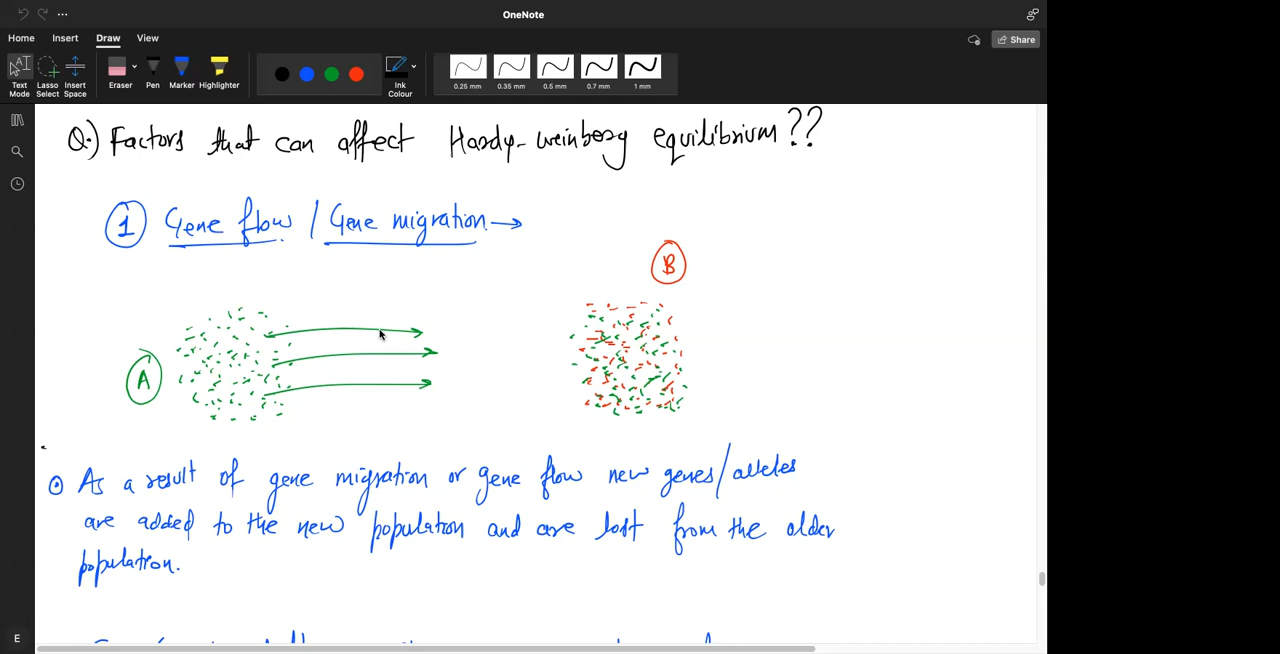 OneNote
Home Insert Draw View
Share
Text Mode
Lasso Select
Insert Space
Eraser
Pen
Marker
Highlighter
Ink Colour
0.25 mm
0.35 mm
0.5 mm
0.7 mm
1 mm
Q.) Factors that can affect Hardy-weinberg equilibrium??
1 Gene flow / Gene migration →
B
A
As a result of gene migration or gene flow new genes/alleles
are added to the new population and are lost from the older
population.
E